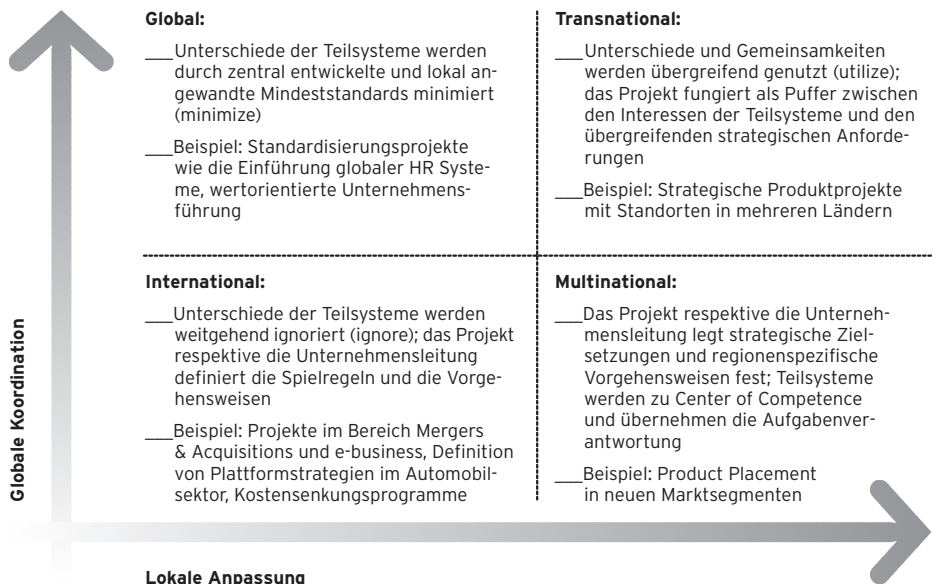 Global:
___Unterschiede der Teilsysteme werden
durch zentral entwickelte und lokal an-
gewandte Mindeststandards minimiert
(minimize)
___Beispiel: Standardisierungsprojekte
wie die Einführung globaler HR Syste-
me, wertorientierte Unternehmens-
führung
Transnational:
___Unterschiede und Gemeinsamkeiten
werden übergreifend genutzt (utilize);
das Projekt fungiert als Puffer zwischen
den Interessen der Teilsysteme und den
übergreifenden strategischen Anforde-
rungen
___Beispiel: Strategische Produktprojekte
mit Standorten in mehreren Ländern
International:
___Unterschiede der Teilsysteme werden
weitgehend ignoriert (ignore); das Projekt
respektive die Unternehmensleitung
definiert die Spielregeln und die Vorge-
hensweisen
___Beispiel: Projekte im Bereich Mergers
& Acquisitions und e-business, Definition
von Plattformstrategien im Automobil-
sektor, Kostensenkungsprogramme
Multinational:
___Das Projekt respektive die Unterneh-
mensleitung legt strategische Ziel-
setzungen und regionenspezifische
Vorgehensweisen fest; Teilsysteme
werden zu Center of Competence
und übernehmen die Aufgabenver-
antwortung
___Beispiel: Product Placement
in neuen Marktsegmenten
Globale Koordination
Lokale Anpassung